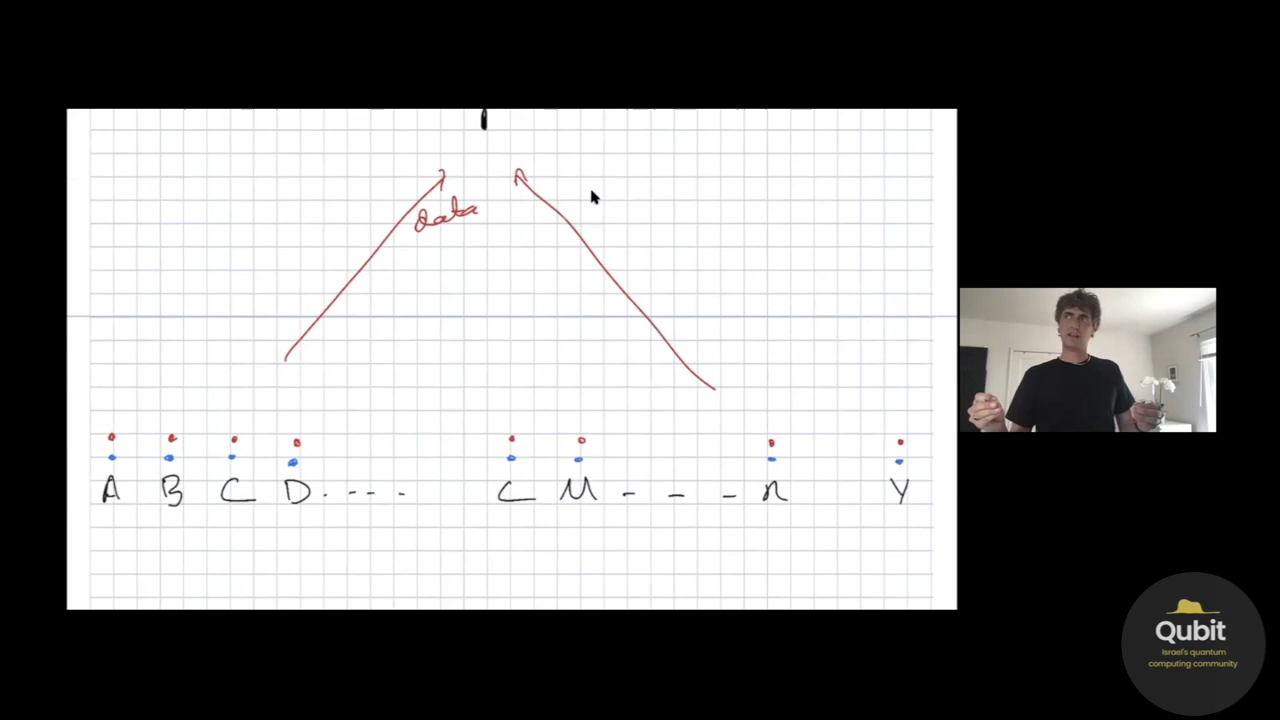 data
A B C D . - - - C M - - - n Y
Qubit
Israel's quantum
computing community